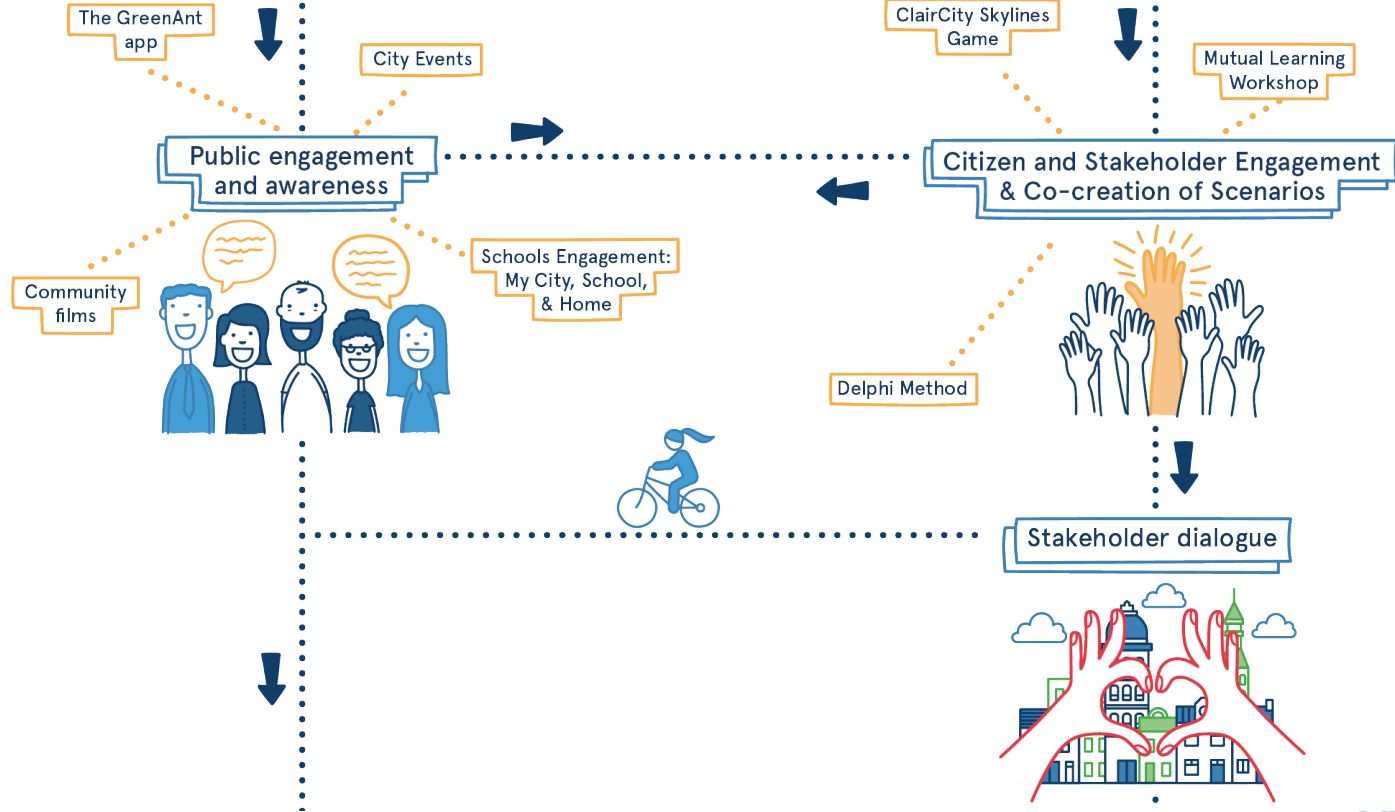 The GreenAnt
app
City Events
ClairCity Skylines
Game
Mutual Learning
Workshop
Public engagement
and awareness
Citizen and Stakeholder Engagement
& Co-creation of Scenarios
Community
films
Schools Engagement:
My City, School,
& Home
Delphi Method
Stakeholder dialogue